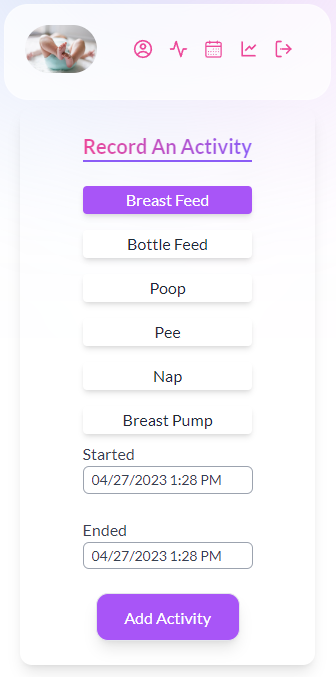 Record An Activity
Breast Feed
Bottle Feed
Poop
Pee
Nap
Breast Pump
Started
04/27/2023 1:28 PM
Ended
04/27/2023 1:28 PM
Add Activity